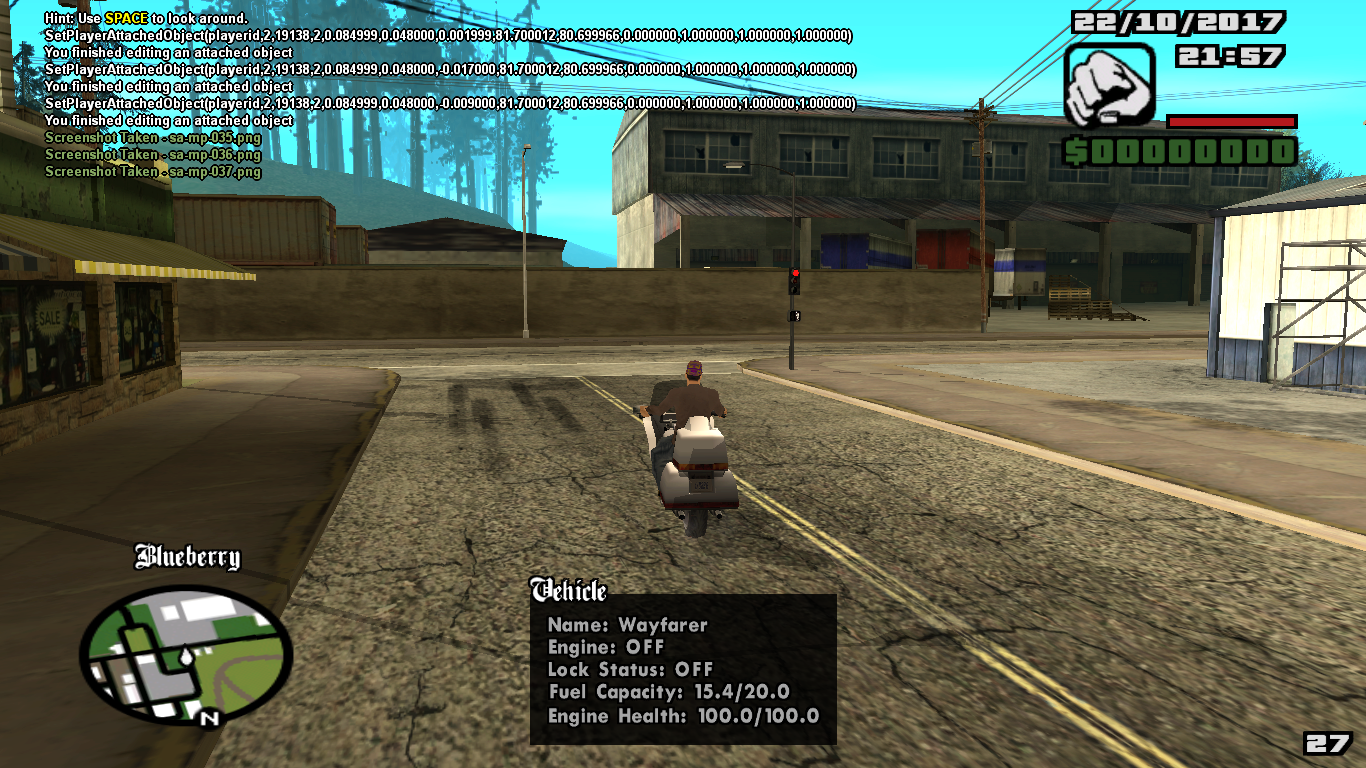 Hint: Use SPACE to look around.
SetPlayerAttachedObject(playerid,2,19138,2,0.084999,0.048000,0.001999,81.700012,80.699966,0.000000,1.000000,1.000000,1.000000)
You finished editing an attached object
SetPlayerAttachedObject(playerid,2,19138,2,0.084999,0.048000,-0.017000,81.700012,80.699966,0.000000,1.000000,1.000000,1.000000)
You finished editing an attached object
SetPlayerAttachedObject(playerid,2,19138,2,0.084999,0.048000,-0.009000,81.700012,80.699966,0.000000,1.000000,1.000000,1.000000)
You finished editing an attached object
Screenshot Taken - sa-mp-035.png
Screenshot Taken - sa-mp-036.png
Screenshot Taken - sa-mp-037.png
22/10/2017
21:57
$00000000
SALE
Blueberry
N
Vehicle
Name: Wayfarer
Engine: OFF
Lock Status: OFF
Fuel Capacity: 15.4/20.0
Engine Health: 100.0/100.0
27